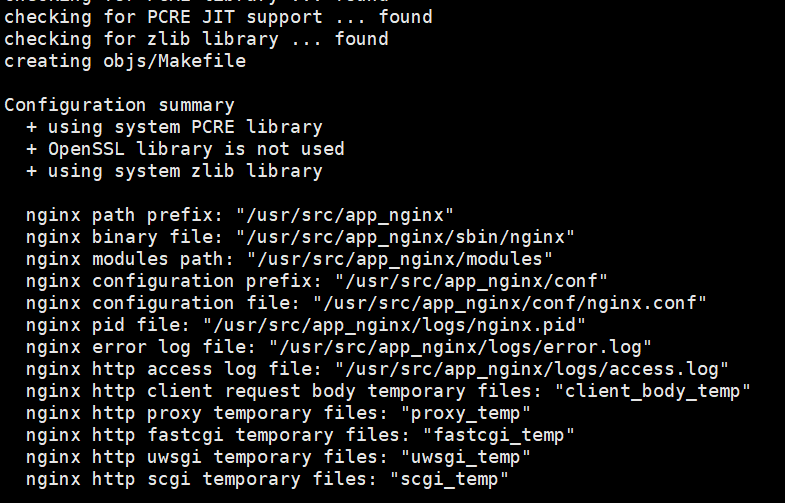 checking for PCRE library ... found
checking for PCRE JIT support ... found
checking for zlib library ... found
creating objs/Makefile
Configuration summary
+ using system PCRE library
+ OpenSSL library is not used
+ using system zlib library
nginx path prefix: "/usr/src/app_nginx"
nginx binary file: "/usr/src/app_nginx/sbin/nginx"
nginx modules path: "/usr/src/app_nginx/modules"
nginx configuration prefix: "/usr/src/app_nginx/conf"
nginx configuration file: "/usr/src/app_nginx/conf/nginx.conf"
nginx pid file: "/usr/src/app_nginx/logs/nginx.pid"
nginx error log file: "/usr/src/app_nginx/logs/error.log"
nginx http access log file: "/usr/src/app_nginx/logs/access.log"
nginx http client request body temporary files: "client_body_temp"
nginx http proxy temporary files: "proxy_temp"
nginx http fastcgi temporary files: "fastcgi_temp"
nginx http uwsgi temporary files: "uwsgi_temp"
nginx http scgi temporary files: "scgi_temp"